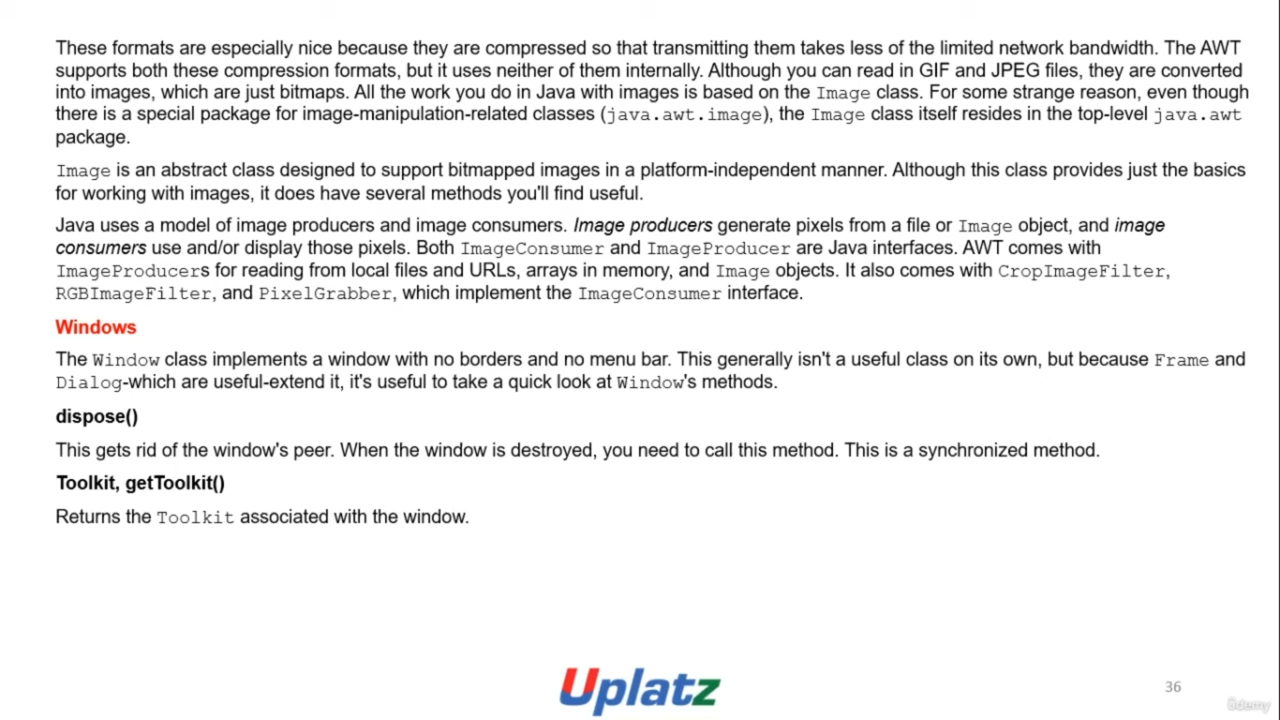 These formats are especially nice because they are compressed so that transmitting them takes less of the limited network bandwidth. The AWT
supports both these compression formats, but it uses neither of them internally. Although you can read in GIF and JPEG files, they are converted
into images, which are just bitmaps. All the work you do in Java with images is based on the Image class. For some strange reason, even though
there is a special package for image-manipulation-related classes (java.awt.image), the Image class itself resides in the top-level java.awt
package.
Image is an abstract class designed to support bitmapped images in a platform-independent manner. Although this class provides just the basics
for working with images, it does have several methods you'll find useful.
Java uses a model of image producers and image consumers. Image producers generate pixels from a file or Image object, and image
consumers use and/or display those pixels. Both ImageConsumer and ImageProducer are Java interfaces. AWT comes with
ImageProducers for reading from local files and URLs, arrays in memory, and Image objects. It also comes with CropImageFilter,
RGBImageFilter, and PixelGrabber, which implement the ImageConsumer interface.
Windows
The Window class implements a window with no borders and no menu bar. This generally isn't a useful class on its own, but because Frame and
Dialog-which are useful-extend it, it's useful to take a quick look at Window's methods.
dispose()
This gets rid of the window's peer. When the window is destroyed, you need to call this method. This is a synchronized method.
Toolkit, getToolkit()
Returns the Toolkit associated with the window.
Uplatz
36
ûdemy